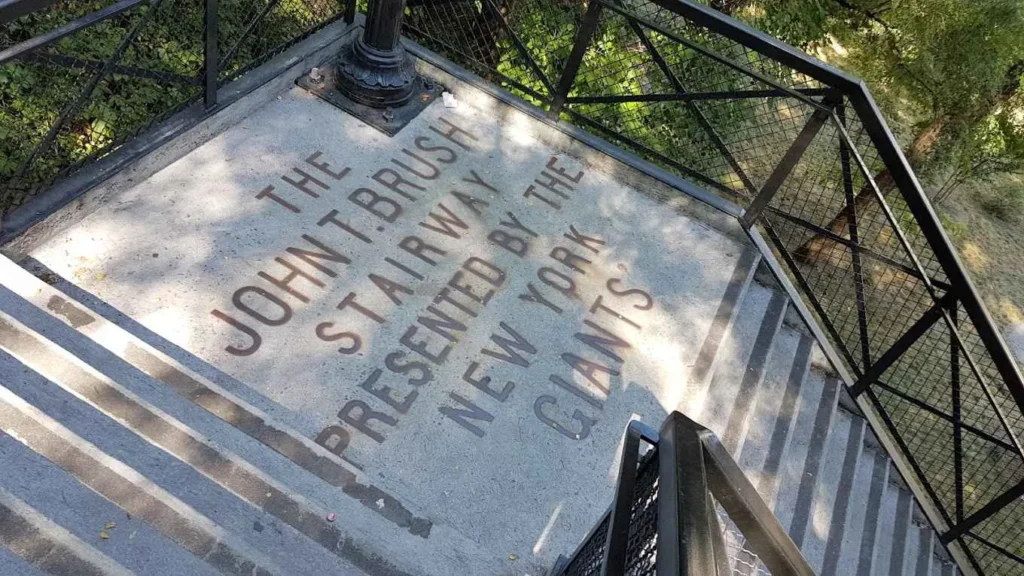 THE
JOHN T. BRUSH
STAIRWAY
PRESENTED BY THE
NEW YORK
GIANTS